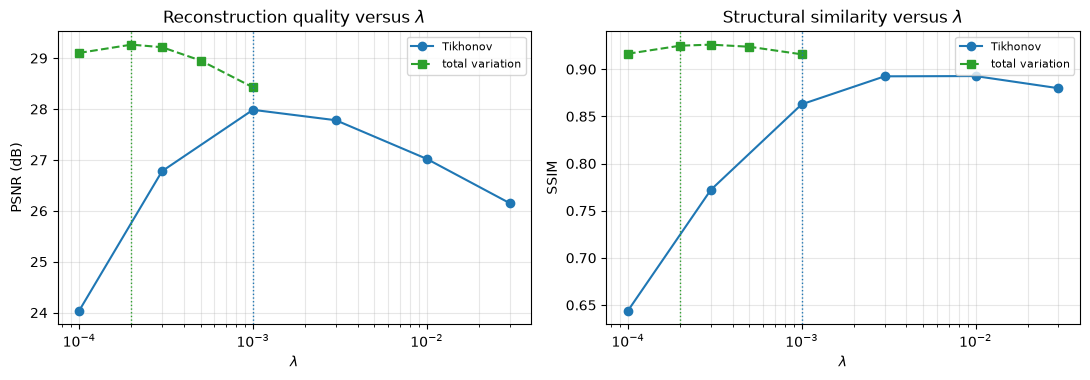 Reconstruction quality versus λ
PSNR (dB)
29
28
27
26
25
24
10⁻⁴
10⁻³
10⁻²
λ
Tikhonov
total variation
Structural similarity versus λ
SSIM
0.90
0.85
0.80
0.75
0.70
0.65
10⁻⁴
10⁻³
10⁻²
λ
Tikhonov
total variation